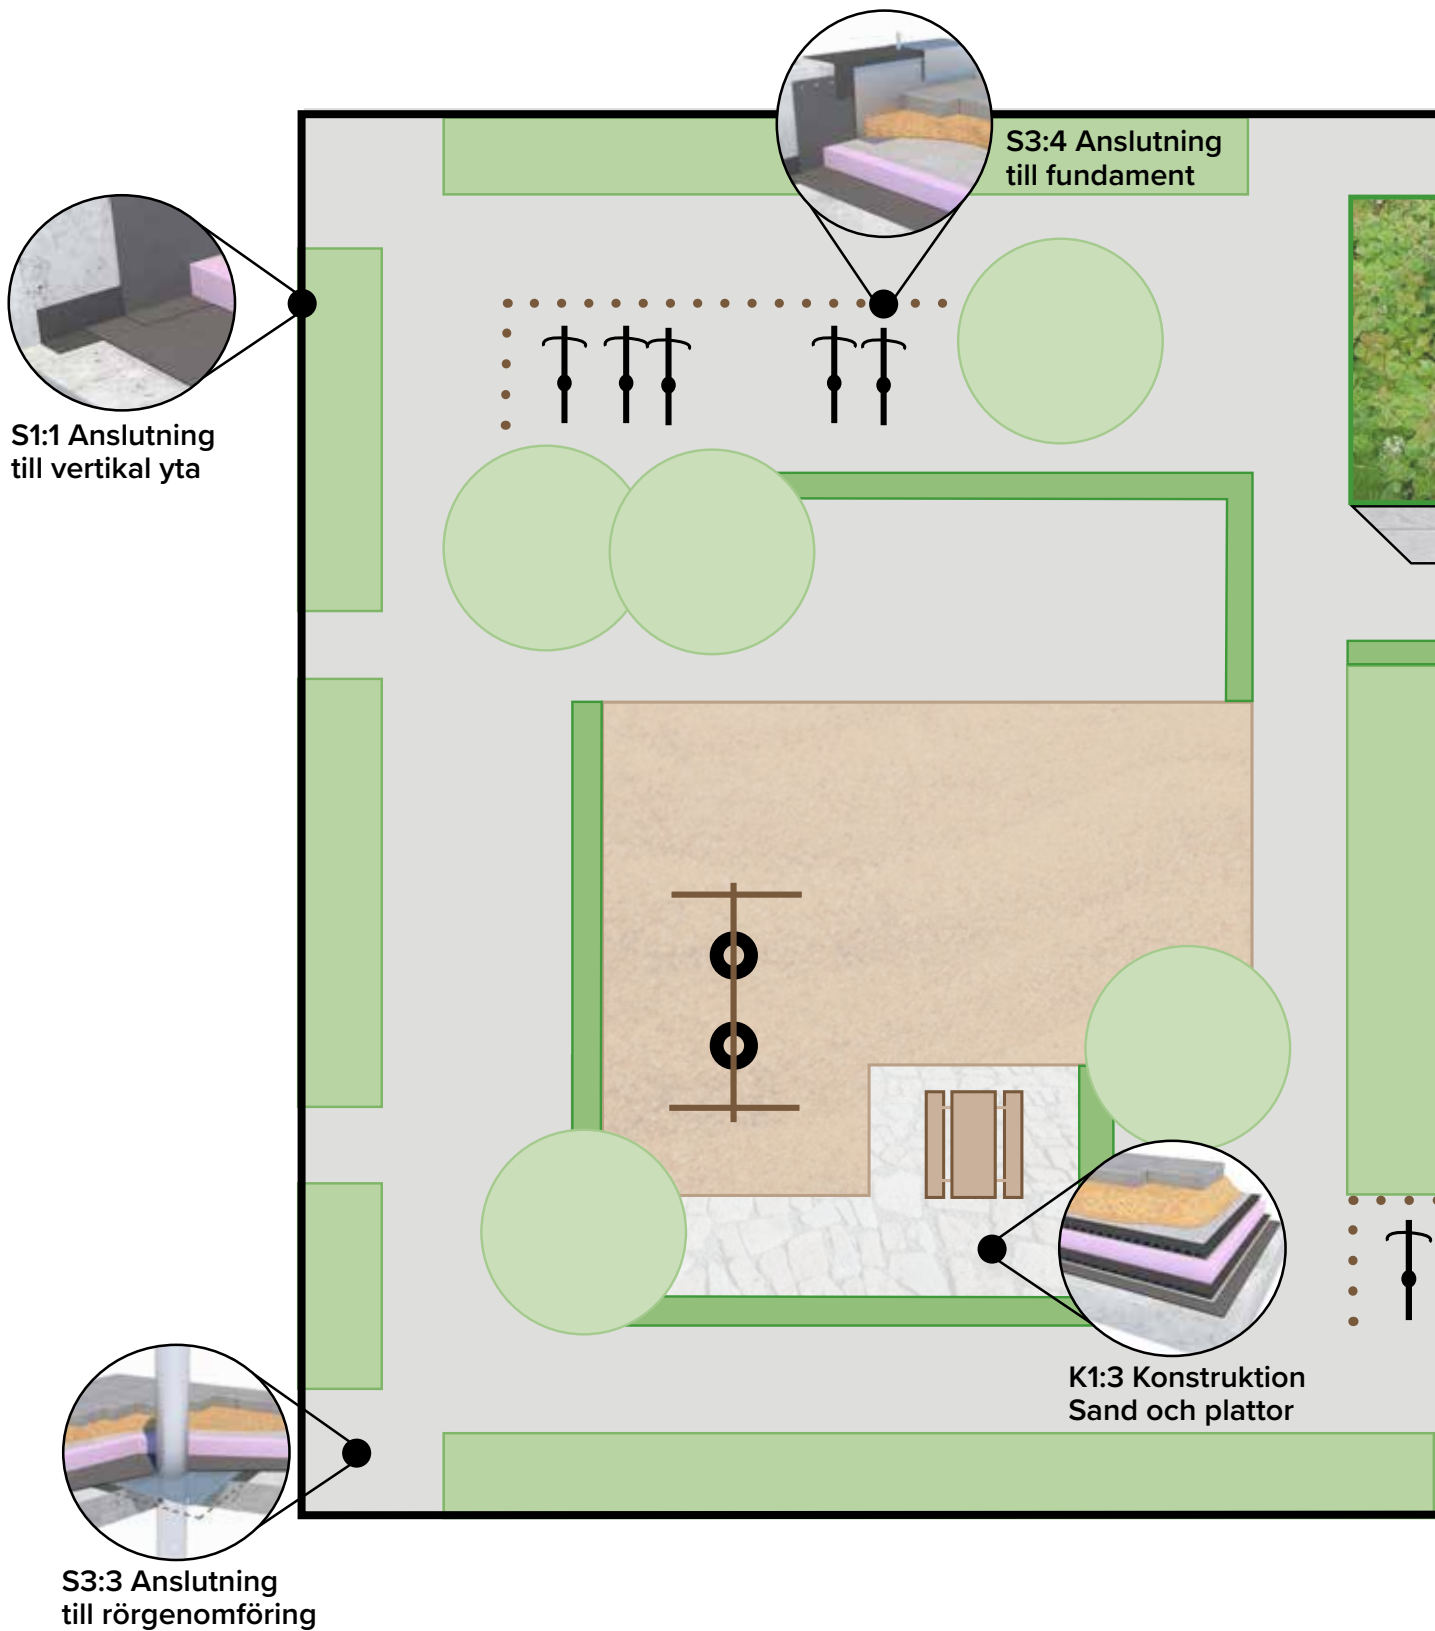 S3:4 Anslutning
till fundament
S1:1 Anslutning
till vertikal yta
K1:3 Konstruktion
Sand och plattor
S3:3 Anslutning
till rörgenomföring